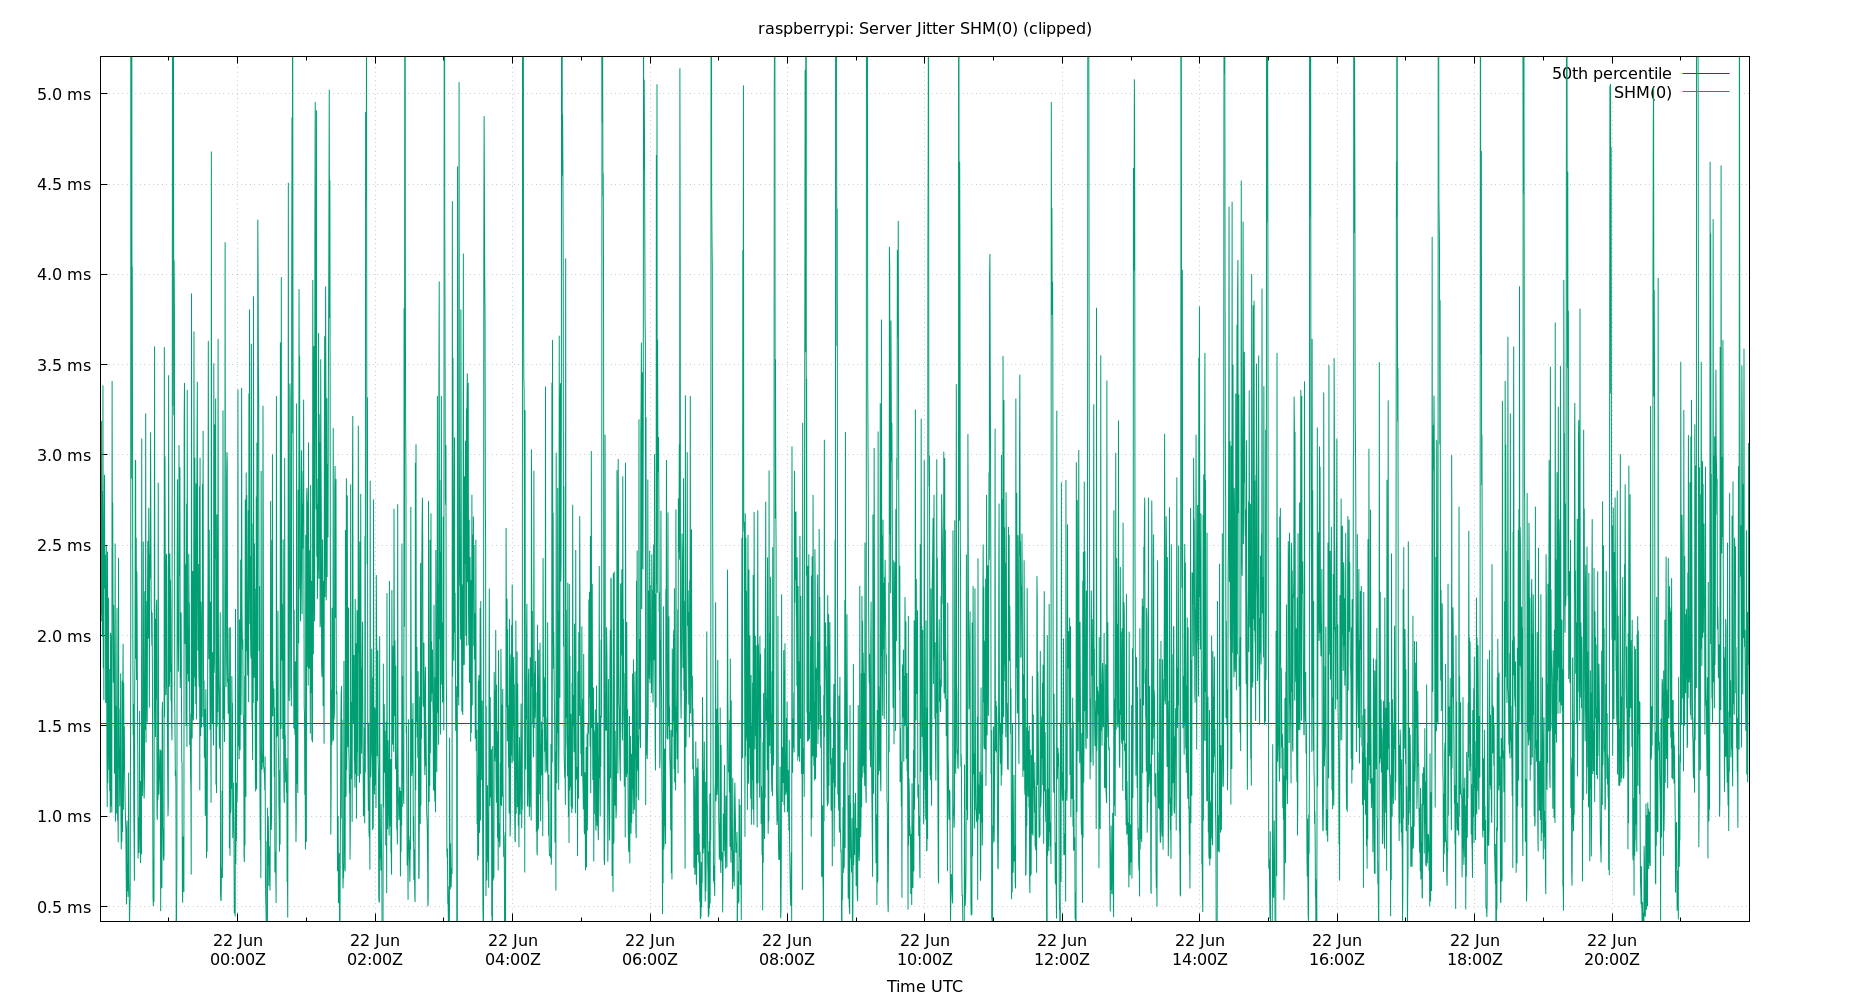 raspberrypi: Server Jitter SHM(0) (clipped)
50th percentile
SHM(0)
5.0 ms
4.5 ms
4.0 ms
3.5 ms
3.0 ms
2.5 ms
2.0 ms
1.5 ms
1.0 ms
0.5 ms
22 Jun 22 Jun 22 Jun 22 Jun 22 Jun 22 Jun 22 Jun 22 Jun 22 Jun 22 Jun 22 Jun
00:00Z 02:00Z 04:00Z 06:00Z 08:00Z 10:00Z 12:00Z 14:00Z 16:00Z 18:00Z 20:00Z
Time UTC